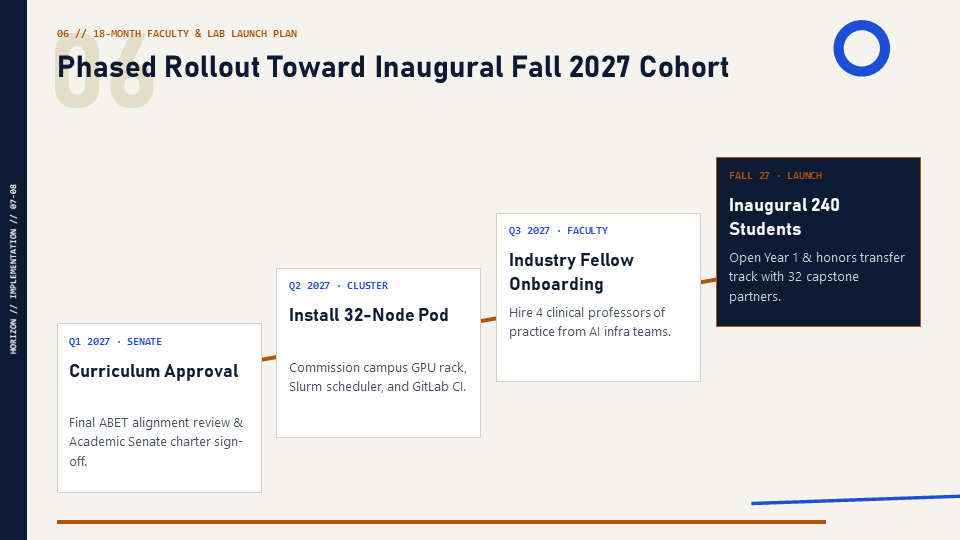 06 // 18-MONTH FACULTY & LAB LAUNCH PLAN
06
Phased Rollout Toward Inaugural Fall 2027 Cohort
HORIZON // IMPLEMENTATION // 07-08
Q1 2027 · SENATE
Curriculum Approval
Final ABET alignment review &
Academic Senate charter sign-
off.
Q2 2027 · CLUSTER
Install 32-Node Pod
Commission campus GPU rack,
Slurm scheduler, and GitLab CI.
Q3 2027 · FACULTY
Industry Fellow
Onboarding
Hire 4 clinical professors of
practice from AI infra teams.
FALL 27 · LAUNCH
Inaugural 240
Students
Open Year 1 & honors transfer
track with 32 capstone
partners.